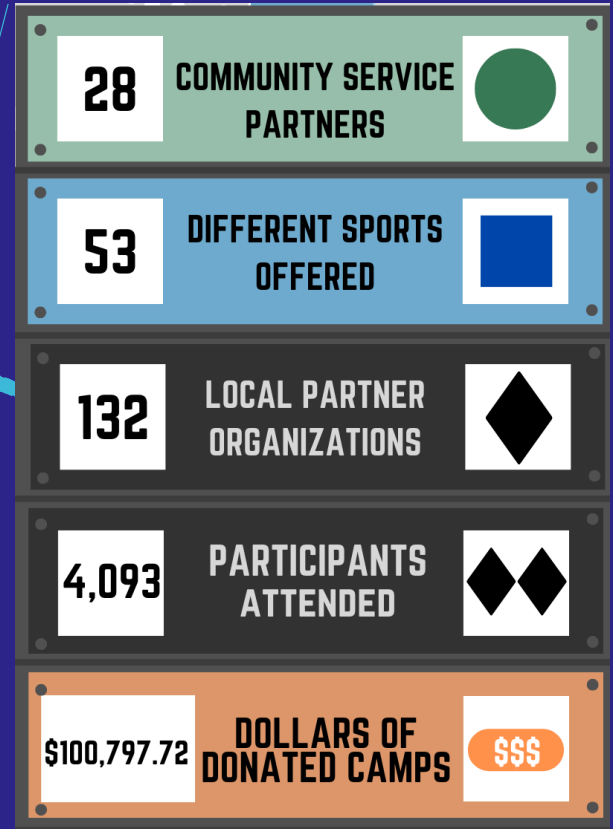 28
COMMUNITY SERVICE
PARTNERS
53
DIFFERENT SPORTS
OFFERED
132
LOCAL PARTNER
ORGANIZATIONS
4,093
PARTICIPANTS
ATTENDED
$100,797.72
DOLLARS OF
DONATED CAMPS
$$$